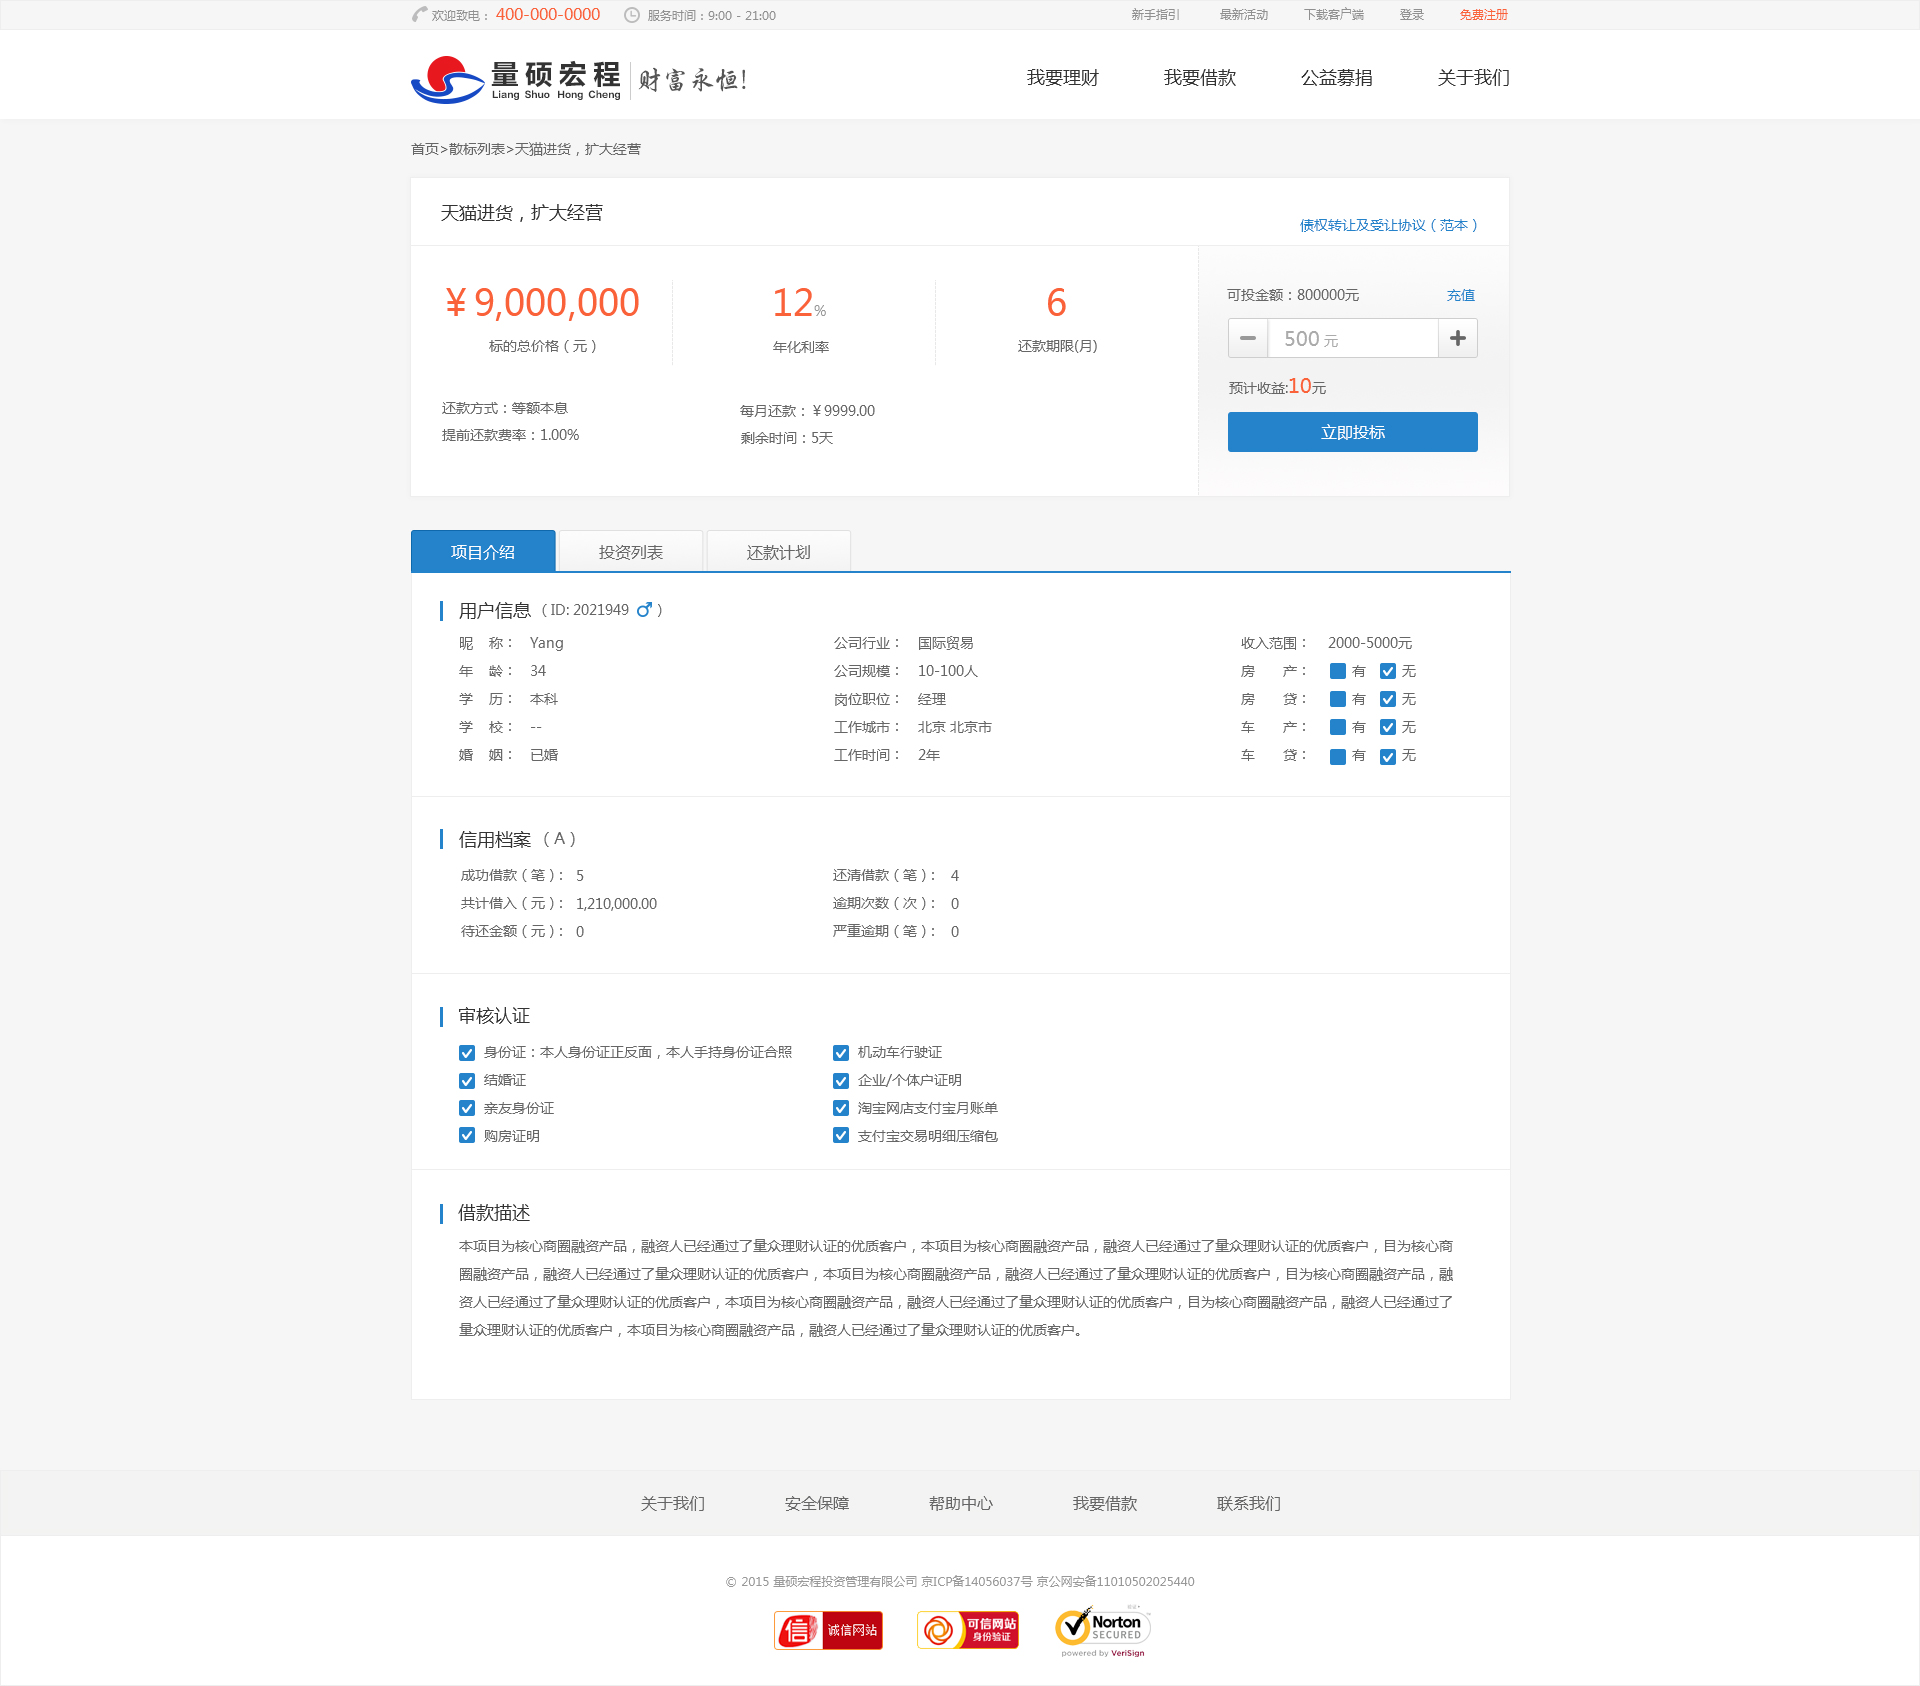 欢迎致电： 400-000-0000 服务时间：9:00 - 21:00 新手指引 最新活动 下载客户端 登录 免费注册
量硕宏程 财富永恒!
Liang Shuo Hong Cheng
我要理财 我要借款 公益募捐 关于我们
首页>散标列表>天猫进货，扩大经营
天猫进货，扩大经营
债权转让及受让协议（范本）
￥9,000,000 12% 6
标的总价格（元） 年化利率 还款期限(月)
还款方式：等额本息 每月还款：￥9999.00
提前还款费率：1.00% 剩余时间：5天
可投金额：800000元 充值
500 元
预计收益:10元
立即投标
项目介绍 投资列表 还款计划
用户信息（ID: 2021949 ）
昵 称： Yang 公司行业： 国际贸易 收入范围： 2000-5000元
年 龄： 34 公司规模： 10-100人 房 产： 有 无
学 历： 本科 岗位职位： 经理 房 贷： 有 无
学 校： -- 工作城市： 北京 北京市 车 产： 有 无
婚 姻： 已婚 工作时间： 2年 车 贷： 有 无
信用档案（A）
成功借款（笔）： 5 还清借款（笔）： 4
共计借入（元）： 1,210,000.00 逾期次数（次）： 0
待还金额（元）： 0 严重逾期（笔）： 0
审核认证
身份证：本人身份证正反面，本人手持身份证合照 机动车行驶证
结婚证 企业/个体户证明
亲友身份证 淘宝网店支付宝月账单
购房证明 支付宝交易明细压缩包
借款描述
本项目为核心商圈融资产品，融资人已经通过了量众理财认证的优质客户，本项目为核心商圈融资产品，融资人已经通过了量众理财认证的优质客户，目为核心商
圈融资产品，融资人已经通过了量众理财认证的优质客户，本项目为核心商圈融资产品，融资人已经通过了量众理财认证的优质客户，目为核心商圈融资产品，融
资人已经通过了量众理财认证的优质客户，本项目为核心商圈融资产品，融资人已经通过了量众理财认证的优质客户，目为核心商圈融资产品，融资人已经通过了
量众理财认证的优质客户，本项目为核心商圈融资产品，融资人已经通过了量众理财认证的优质客户。
关于我们 安全保障 帮助中心 我要借款 联系我们
© 2015 量硕宏程投资管理有限公司 京ICP备14056037号 京公网安备11010502025440
信 诚信网站
可信网站
身份验证
Norton
SECURED
powered by VeriSign